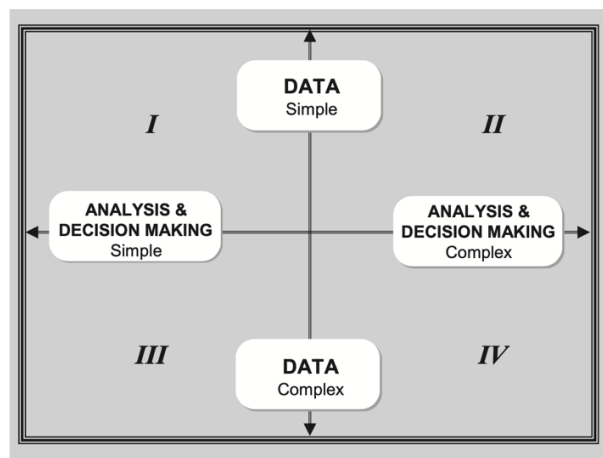 DATA
Simple
I
II
ANALYSIS &
DECISION MAKING
Simple
ANALYSIS &
DECISION MAKING
Complex
III
DATA
Complex
IV